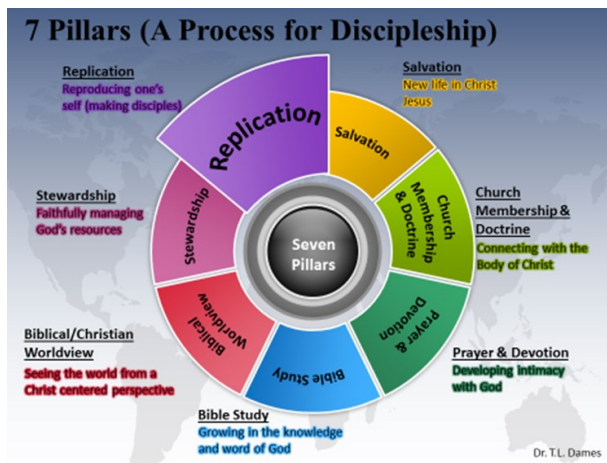 7 Pillars (A Process for Discipleship)
Replication
Reproducing one's
self (making disciples)
Salvation
New life in Christ
Jesus
Replication
Salvation
Stewardship
Faithfully managing
God's resources
Stewardship
Church
Membership
& Doctrine
Church
Membership &
Doctrine
Connecting with the
Body of Christ
Seven
Pillars
Biblical
Worldview
Prayer &
Devotion
Bible Study
Biblical/Christian
Worldview
Seeing the world from a
Christ centered perspective
Prayer & Devotion
Developing intimacy
with God
Bible Study
Growing in the knowledge
and word of God
Dr. T.L. Dames